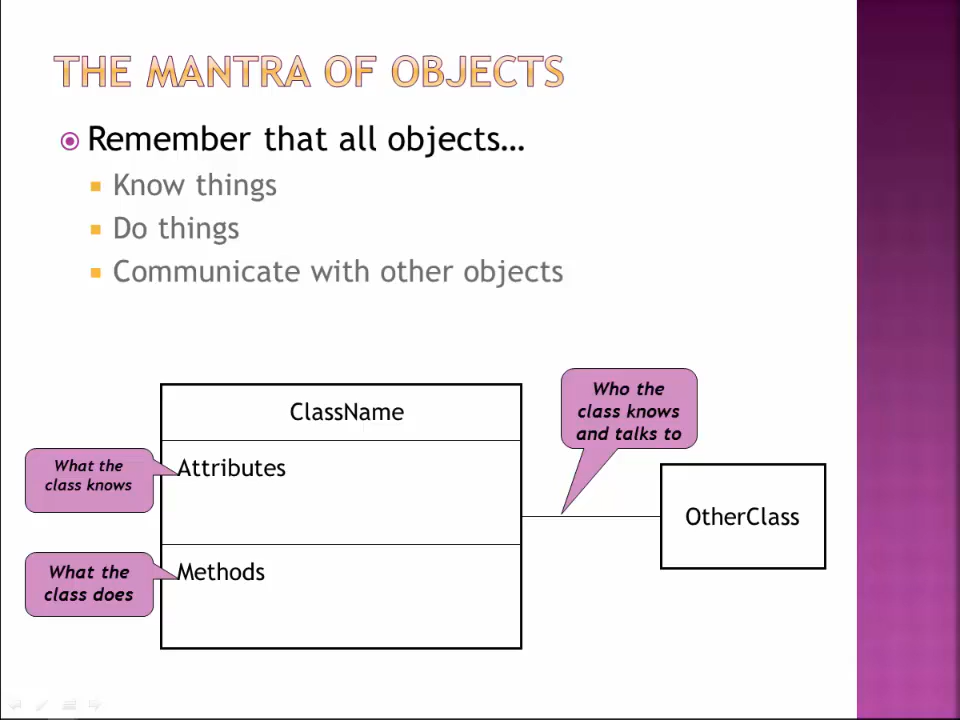 THE MANTRA OF OBJECTS
Remember that all objects…
Know things
Do things
Communicate with other objects
Who the
class knows
and talks to
ClassName
What the
class knows
Attributes
OtherClass
What the
class does
Methods